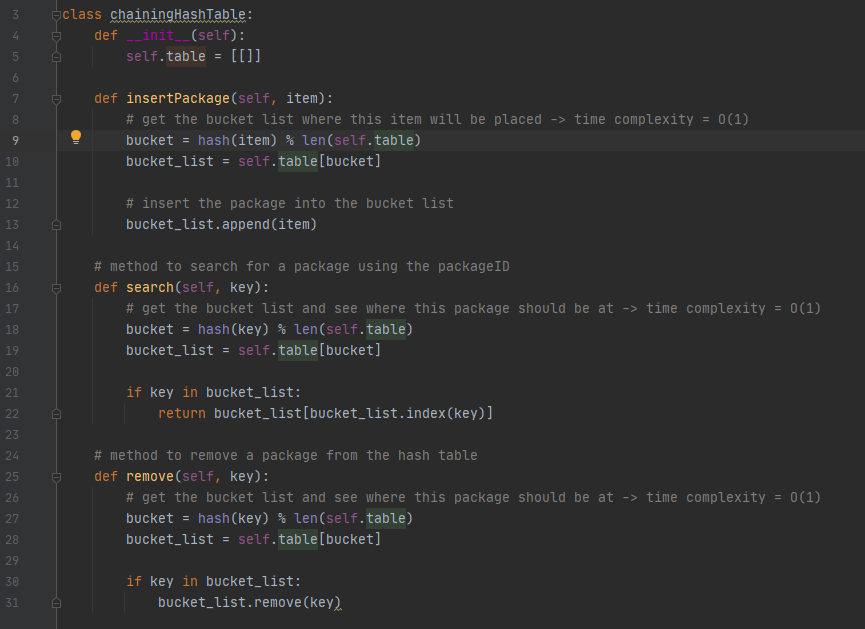 3 class chainingHashTable:
4     def __init__(self):
5         self.table = [[]]
6
7     def insertPackage(self, item):
8         # get the bucket list where this item will be placed -> time complexity = O(1)
9         bucket = hash(item) % len(self.table)
10         bucket_list = self.table[bucket]
11
12         # insert the package into the bucket list
13         bucket_list.append(item)
14
15     # method to search for a package using the packageID
16     def search(self, key):
17         # get the bucket list and see where this package should be at -> time complexity = O(1)
18         bucket = hash(key) % len(self.table)
19         bucket_list = self.table[bucket]
20
21         if key in bucket_list:
22             return bucket_list[bucket_list.index(key)]
23
24     # method to remove a package from the hash table
25     def remove(self, key):
26         # get the bucket list and see where this package should be at -> time complexity = O(1)
27         bucket = hash(key) % len(self.table)
28         bucket_list = self.table[bucket]
29
30         if key in bucket_list:
31             bucket_list.remove(key)